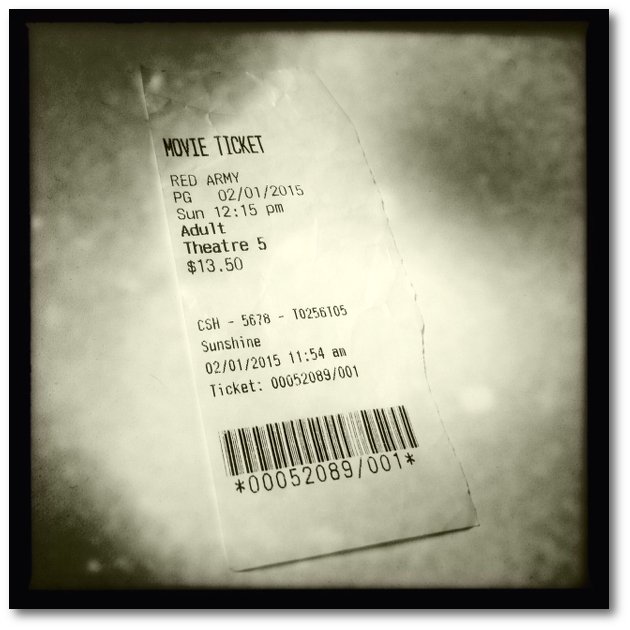 MOVIE TICKET
RED ARMY
PG 02/01/2015
Sun 12:15 pm
Adult
Theatre 5
$13.50
CSH - 5678 - T0256T05
Sunshine
02/01/2015 11:54 am
Ticket: 00052089/001
*00052089/001*